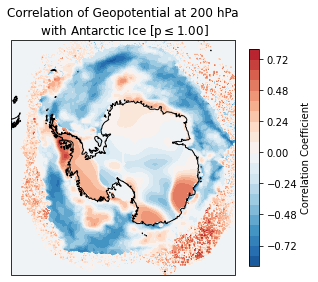 Correlation of Geopotential at 200 hPa
with Antarctic Ice [p ≤ 1.00]
0.72
0.48
0.24
0.00
−0.24
−0.48
−0.72
Correlation Coefficient